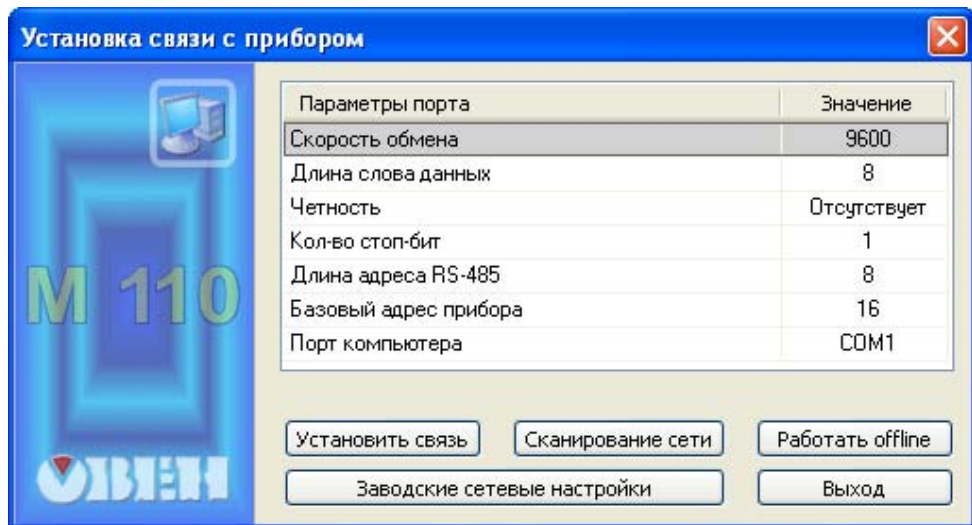 Установка связи с прибором
Параметры порта Значение
Скорость обмена 9600
Длина слова данных 8
Четность Отсутствует
Кол-во стоп-бит 1
Длина адреса RS-485 8
Базовый адрес прибора 16
Порт компьютера COM1
М 110
ОВЕН
Установить связь Сканирование сети Работать offline
Заводские сетевые настройки Выход